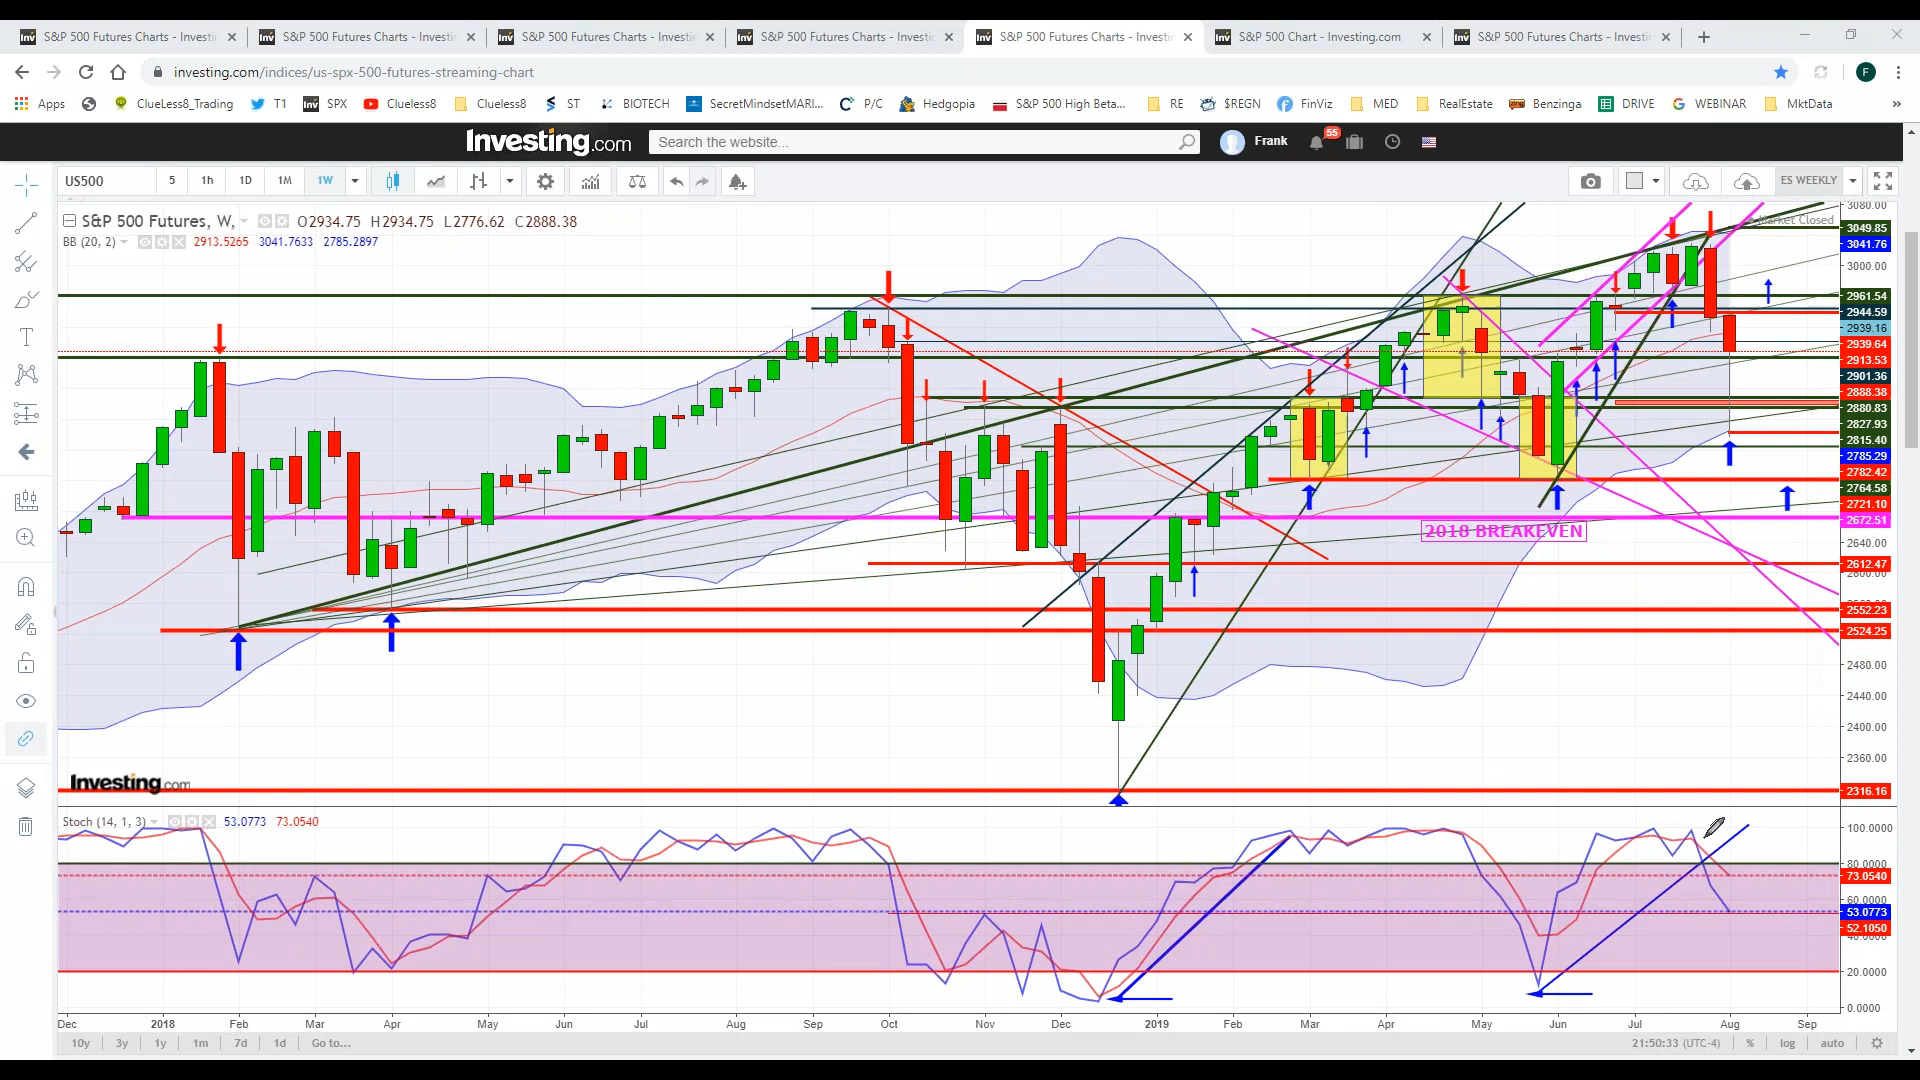 S&P 500 Futures Charts - Investi
S&P 500 Futures Charts - Investi
S&P 500 Futures Charts - Investi
S&P 500 Futures Charts - Investi
S&P 500 Futures Charts - Investi
S&P 500 Chart - Investing.com
S&P 500 Futures Charts - Investi
investing.com/indices/us-spx-500-futures-streaming-chart
F
Apps ClueLess8_Trading T1 SPX Clueless8 Clueless8 ST BIOTECH SecretMindsetMARI... P/C Hedgopia S&P 500 High Beta... RE $REGN FinViz MED RealEstate Benzinga DRIVE WEBINAR MktData »
Investing.com Search the website... Frank 55
US500 5 1h 1D 1M 1W ES WEEKLY
S&P 500 Futures, W, O2934.75 H2934.75 L2776.62 C2888.38
Market Closed
BB (20, 2) 2913.5265 3041.7633 2785.2897
3080.00
3049.85
3041.76
3000.00
2961.54
2944.59
2939.16
2939.64
2913.53
2901.36
2888.38
2880.83
2827.93
2815.40
2785.29
2782.42
2764.58
2721.10
2672.51
2018 BREAKEVEN
2640.00
2612.47
2600.00
2552.23
2524.25
2480.00
2440.00
2400.00
2360.00
Investing.com
2316.16
Stoch (14, 1, 3) 53.0773 73.0540
100.0000
80.0000
73.0540
60.0000
53.0773
52.1050
40.0000
20.0000
0.0000
Dec 2018 Feb Mar Apr May Jun Jul Aug Sep Oct Nov Dec 2019 Feb Mar Apr May Jun Jul Aug Sep
10y 3y 1y 1m 7d 1d Go to... 21:50:33 (UTC-4) % log auto